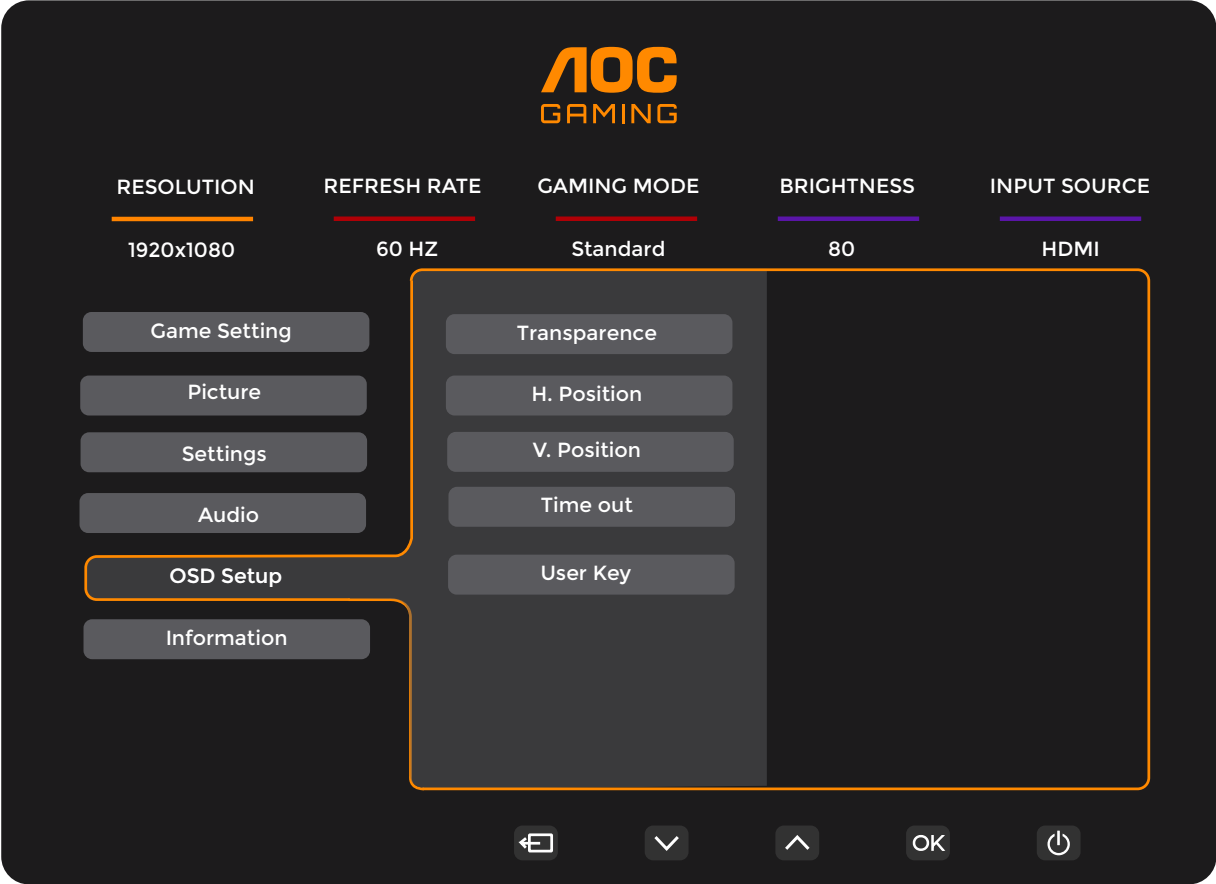 AOC
GAMING
RESOLUTION REFRESH RATE GAMING MODE BRIGHTNESS INPUT SOURCE
1920x1080 60 HZ Standard 80 HDMI
Game Setting Transparence
Picture H. Position
Settings V. Position
Audio Time out
OSD Setup User Key
Information
OK